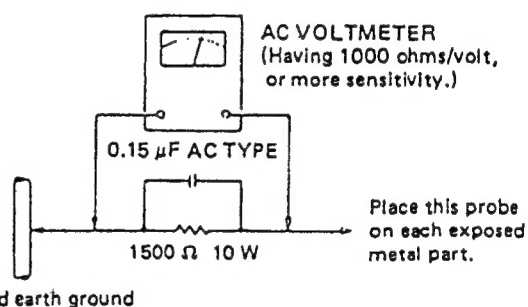 AC VOLTMETER
(Having 1000 ohms/volt,
or more sensitivity.)
0.15 µF AC TYPE
1500 Ω 10 W
Place this probe
on each exposed
metal part.
d earth ground